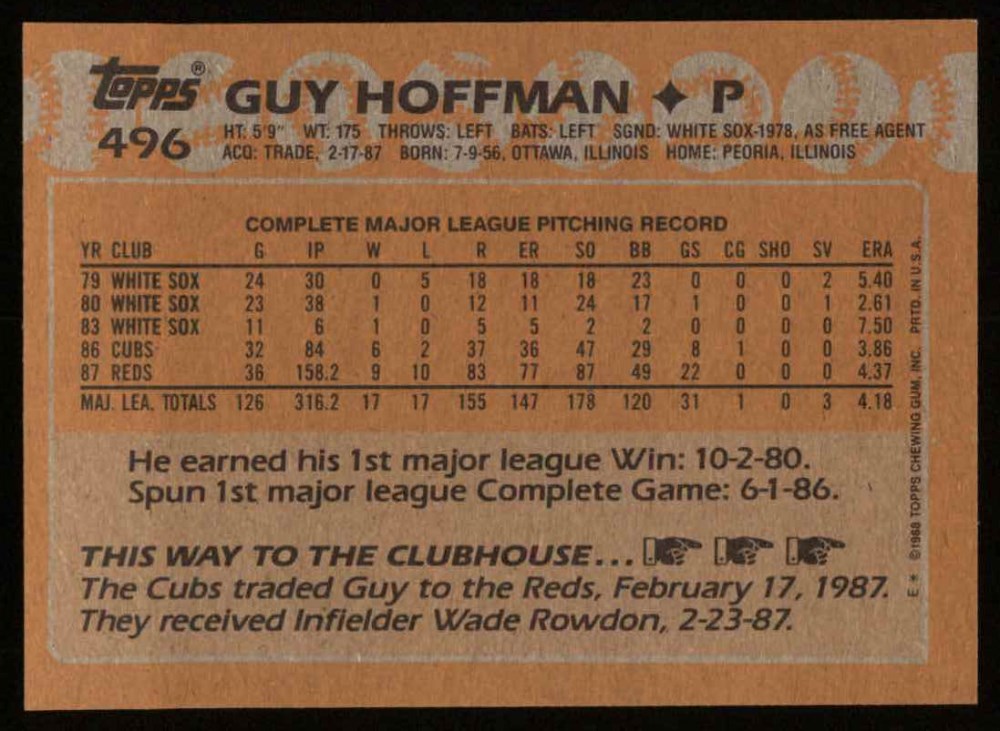 topps® GUY HOFFMAN ✦ P
496 HT: 5'9" WT: 175 THROWS: LEFT BATS: LEFT SGND: WHITE SOX-1978, AS FREE AGENT
ACQ: TRADE, 2-17-87 BORN: 7-9-56, OTTAWA, ILLINOIS HOME: PEORIA, ILLINOIS
COMPLETE MAJOR LEAGUE PITCHING RECORD
YR CLUB G IP W L R ER SO BB GS CG SHO SV ERA
79 WHITE SOX 24 30 0 5 18 18 18 23 0 0 0 2 5.40
80 WHITE SOX 23 38 1 0 12 11 24 17 1 0 0 1 2.61
83 WHITE SOX 11 6 1 0 5 5 2 2 0 0 0 0 7.50
86 CUBS 32 84 6 2 37 36 47 29 8 1 0 0 3.86
87 REDS 36 158.2 9 10 83 77 87 49 22 0 0 0 4.37
MAJ. LEA. TOTALS 126 316.2 17 17 155 147 178 120 31 1 0 3 4.18
He earned his 1st major league Win: 10-2-80.
Spun 1st major league Complete Game: 6-1-86.
THIS WAY TO THE CLUBHOUSE...
The Cubs traded Guy to the Reds, February 17, 1987.
They received Infielder Wade Rowdon, 2-23-87.
E* ©1988 TOPPS CHEWING GUM, INC. PRTD. IN U.S.A.